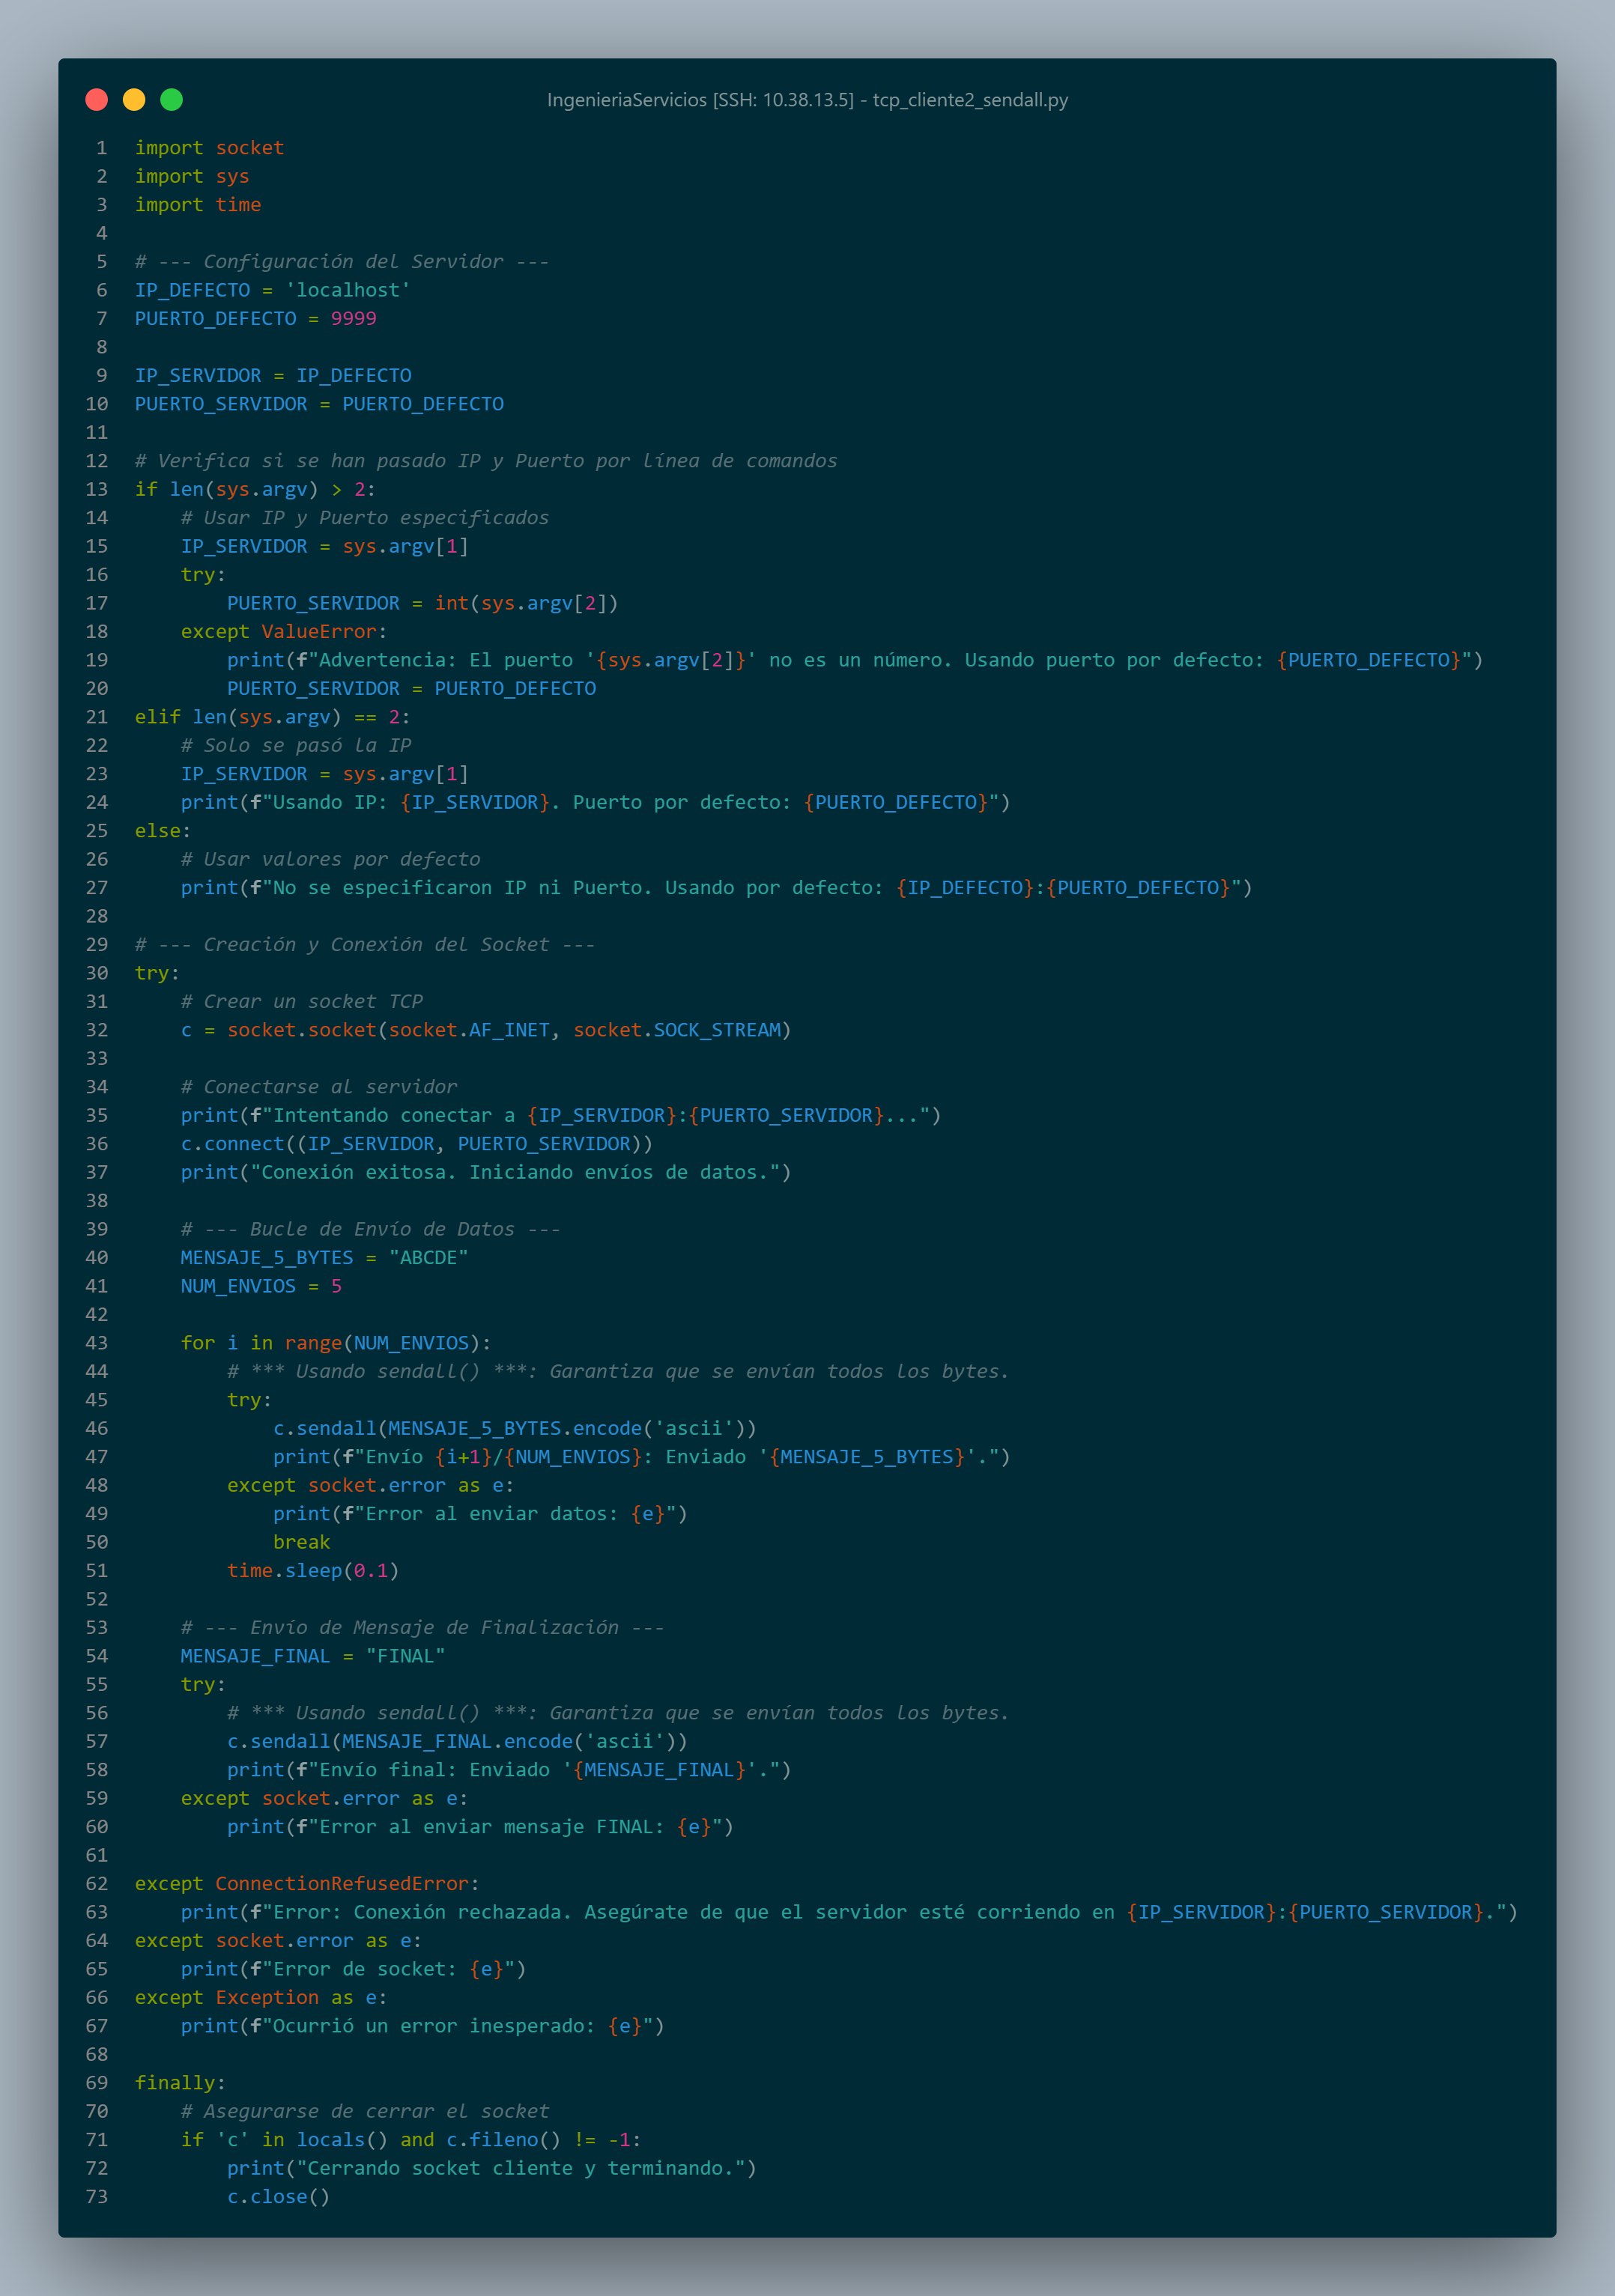 IngenieriaServicios [SSH: 10.38.13.5] - tcp_cliente2_sendall.py
1 import socket
2 import sys
3 import time
4
5 # --- Configuración del Servidor ---
6 IP_DEFECTO = 'localhost'
7 PUERTO_DEFECTO = 9999
8
9 IP_SERVIDOR = IP_DEFECTO
10 PUERTO_SERVIDOR = PUERTO_DEFECTO
11
12 # Verifica si se han pasado IP y Puerto por línea de comandos
13 if len(sys.argv) > 2:
14     # Usar IP y Puerto especificados
15     IP_SERVIDOR = sys.argv[1]
16     try:
17         PUERTO_SERVIDOR = int(sys.argv[2])
18     except ValueError:
19         print(f"Advertencia: El puerto '{sys.argv[2]}' no es un número. Usando puerto por defecto: {PUERTO_DEFECTO}")
20         PUERTO_SERVIDOR = PUERTO_DEFECTO
21 elif len(sys.argv) == 2:
22     # Solo se pasó la IP
23     IP_SERVIDOR = sys.argv[1]
24     print(f"Usando IP: {IP_SERVIDOR}. Puerto por defecto: {PUERTO_DEFECTO}")
25 else:
26     # Usar valores por defecto
27     print(f"No se especificaron IP ni Puerto. Usando por defecto: {IP_DEFECTO}:{PUERTO_DEFECTO}")
28
29 # --- Creación y Conexión del Socket ---
30 try:
31     # Crear un socket TCP
32     c = socket.socket(socket.AF_INET, socket.SOCK_STREAM)
33
34     # Conectarse al servidor
35     print(f"Intentando conectar a {IP_SERVIDOR}:{PUERTO_SERVIDOR}...")
36     c.connect((IP_SERVIDOR, PUERTO_SERVIDOR))
37     print("Conexión exitosa. Iniciando envíos de datos.")
38
39     # --- Bucle de Envío de Datos ---
40     MENSAJE_5_BYTES = "ABCDE"
41     NUM_ENVIOS = 5
42
43     for i in range(NUM_ENVIOS):
44         # *** Usando sendall() ***: Garantiza que se envían todos los bytes.
45         try:
46             c.sendall(MENSAJE_5_BYTES.encode('ascii'))
47             print(f"Envío {i+1}/{NUM_ENVIOS}: Enviado '{MENSAJE_5_BYTES}'.")
48         except socket.error as e:
49             print(f"Error al enviar datos: {e}")
50             break
51         time.sleep(0.1)
52
53     # --- Envío de Mensaje de Finalización ---
54     MENSAJE_FINAL = "FINAL"
55     try:
56         # *** Usando sendall() ***: Garantiza que se envían todos los bytes.
57         c.sendall(MENSAJE_FINAL.encode('ascii'))
58         print(f"Envío final: Enviado '{MENSAJE_FINAL}'.")
59     except socket.error as e:
60         print(f"Error al enviar mensaje FINAL: {e}")
61
62 except ConnectionRefusedError:
63     print(f"Error: Conexión rechazada. Asegúrate de que el servidor esté corriendo en {IP_SERVIDOR}:{PUERTO_SERVIDOR}.")
64 except socket.error as e:
65     print(f"Error de socket: {e}")
66 except Exception as e:
67     print(f"Ocurrió un error inesperado: {e}")
68
69 finally:
70     # Asegurarse de cerrar el socket
71     if 'c' in locals() and c.fileno() != -1:
72         print("Cerrando socket cliente y terminando.")
73         c.close()